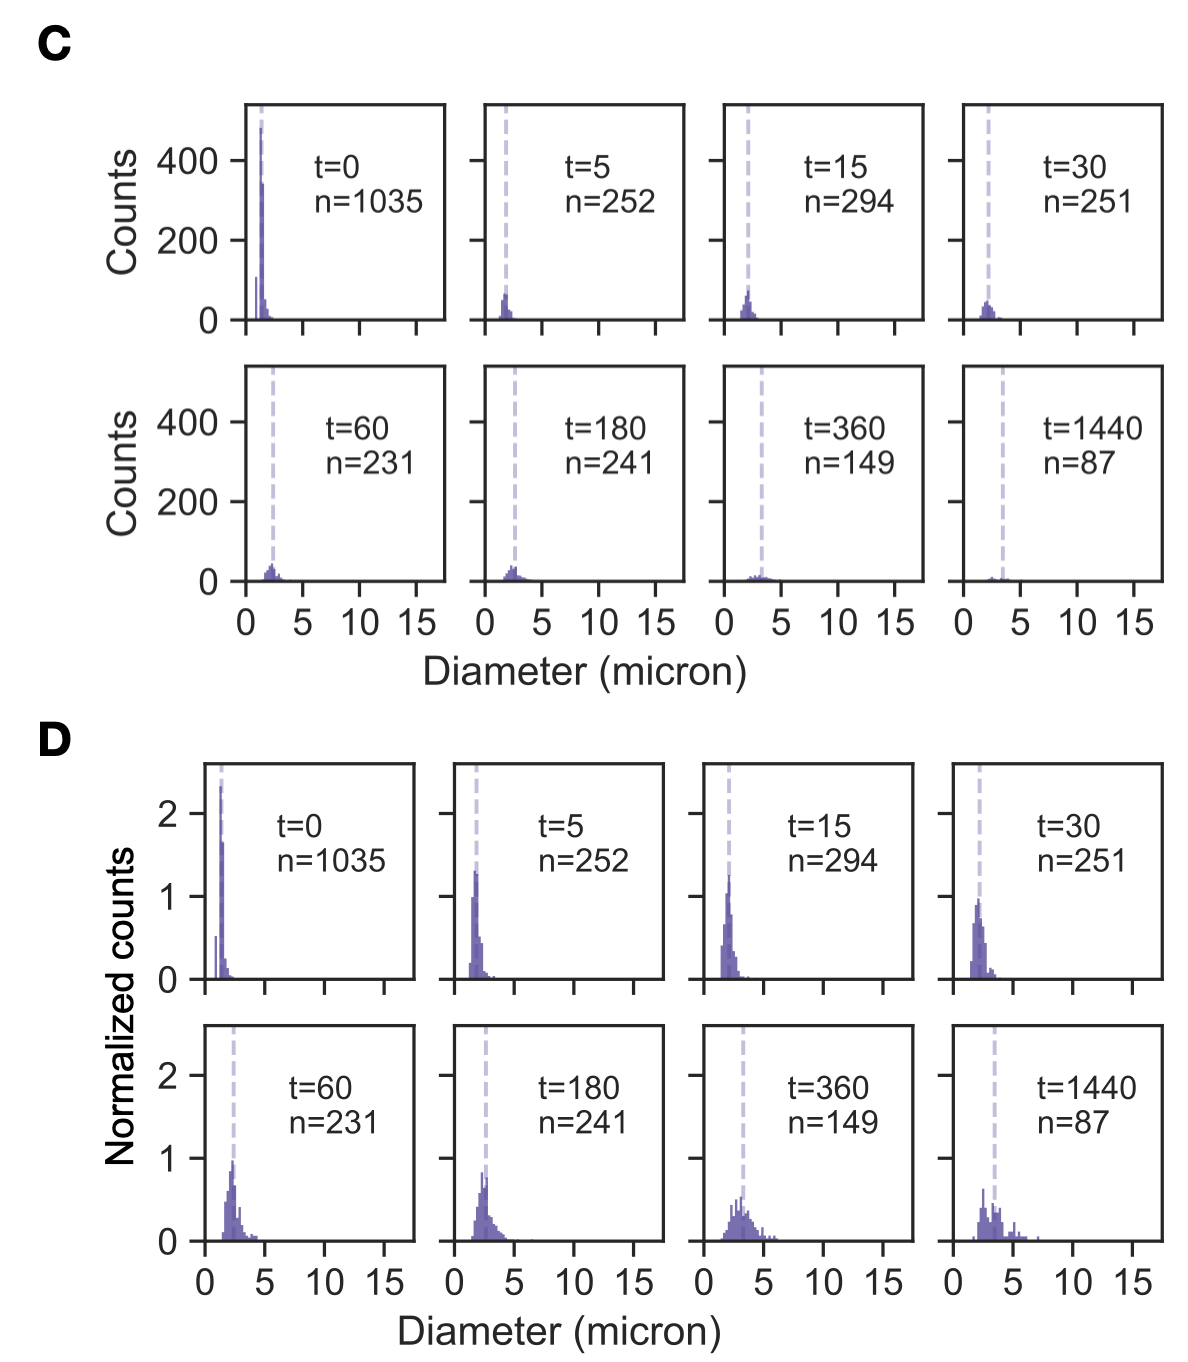 C
Counts
400
200
0
t=0
n=1035
t=5
n=252
t=15
n=294
t=30
n=251
Counts
400
200
0
t=60
n=231
t=180
n=241
t=360
n=149
t=1440
n=87
0 5 10 15
0 5 10 15
0 5 10 15
0 5 10 15
Diameter (micron)
D
Normalized counts
2
1
0
t=0
n=1035
t=5
n=252
t=15
n=294
t=30
n=251
2
1
0
t=60
n=231
t=180
n=241
t=360
n=149
t=1440
n=87
0 5 10 15
0 5 10 15
0 5 10 15
0 5 10 15
Diameter (micron)